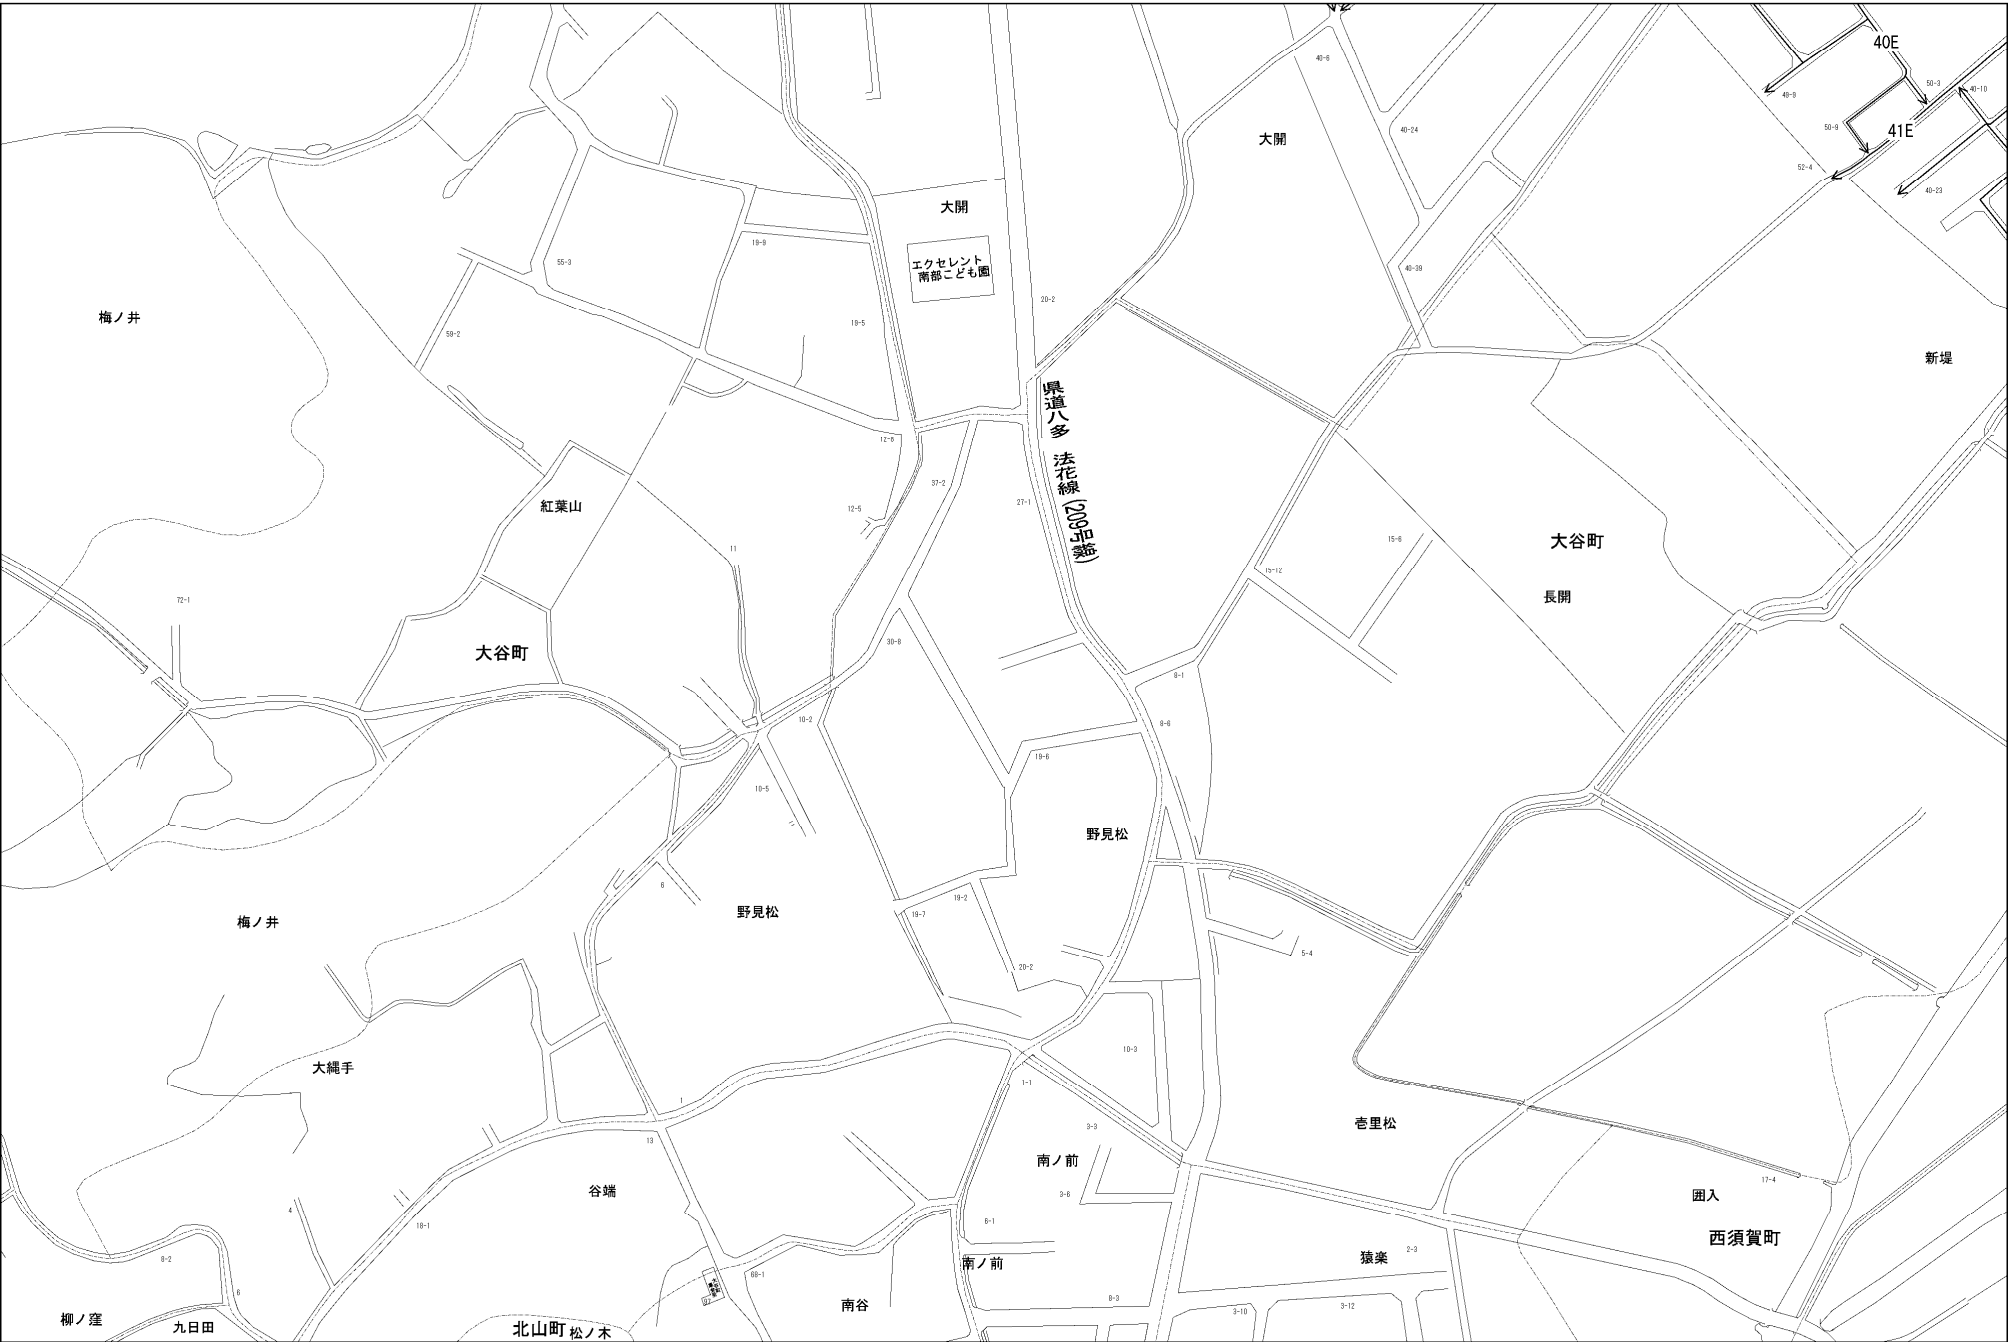 40E
40-6
50-3
40-10
49-9
40-24
50-9
41E
大開
52-4
40-23
大開
19-9
エクセレント
南部こども園
55-3
40-39
20-2
梅ノ井
19-5
59-2
新堤
県道八多 法花線(209号線)
12-6
37-2
27-1
紅葉山
12-5
15-6
大谷町
11
15-12
長開
72-1
30-8
大谷町
8-1
10-2
8-6
19-6
10-5
野見松
6
19-2
野見松
19-7
梅ノ井
5-4
20-2
10-3
大縄手
1-1
1
壱里松
3-3
13
南ノ前
17-4
谷端
3-6
囲入
4
18-1
6-1
西須賀町
2-3
猿楽
8-2
南ノ前
68-1
6
8-3
南谷
3-12
3-10
柳ノ窪
九日田
北山町
松ノ木